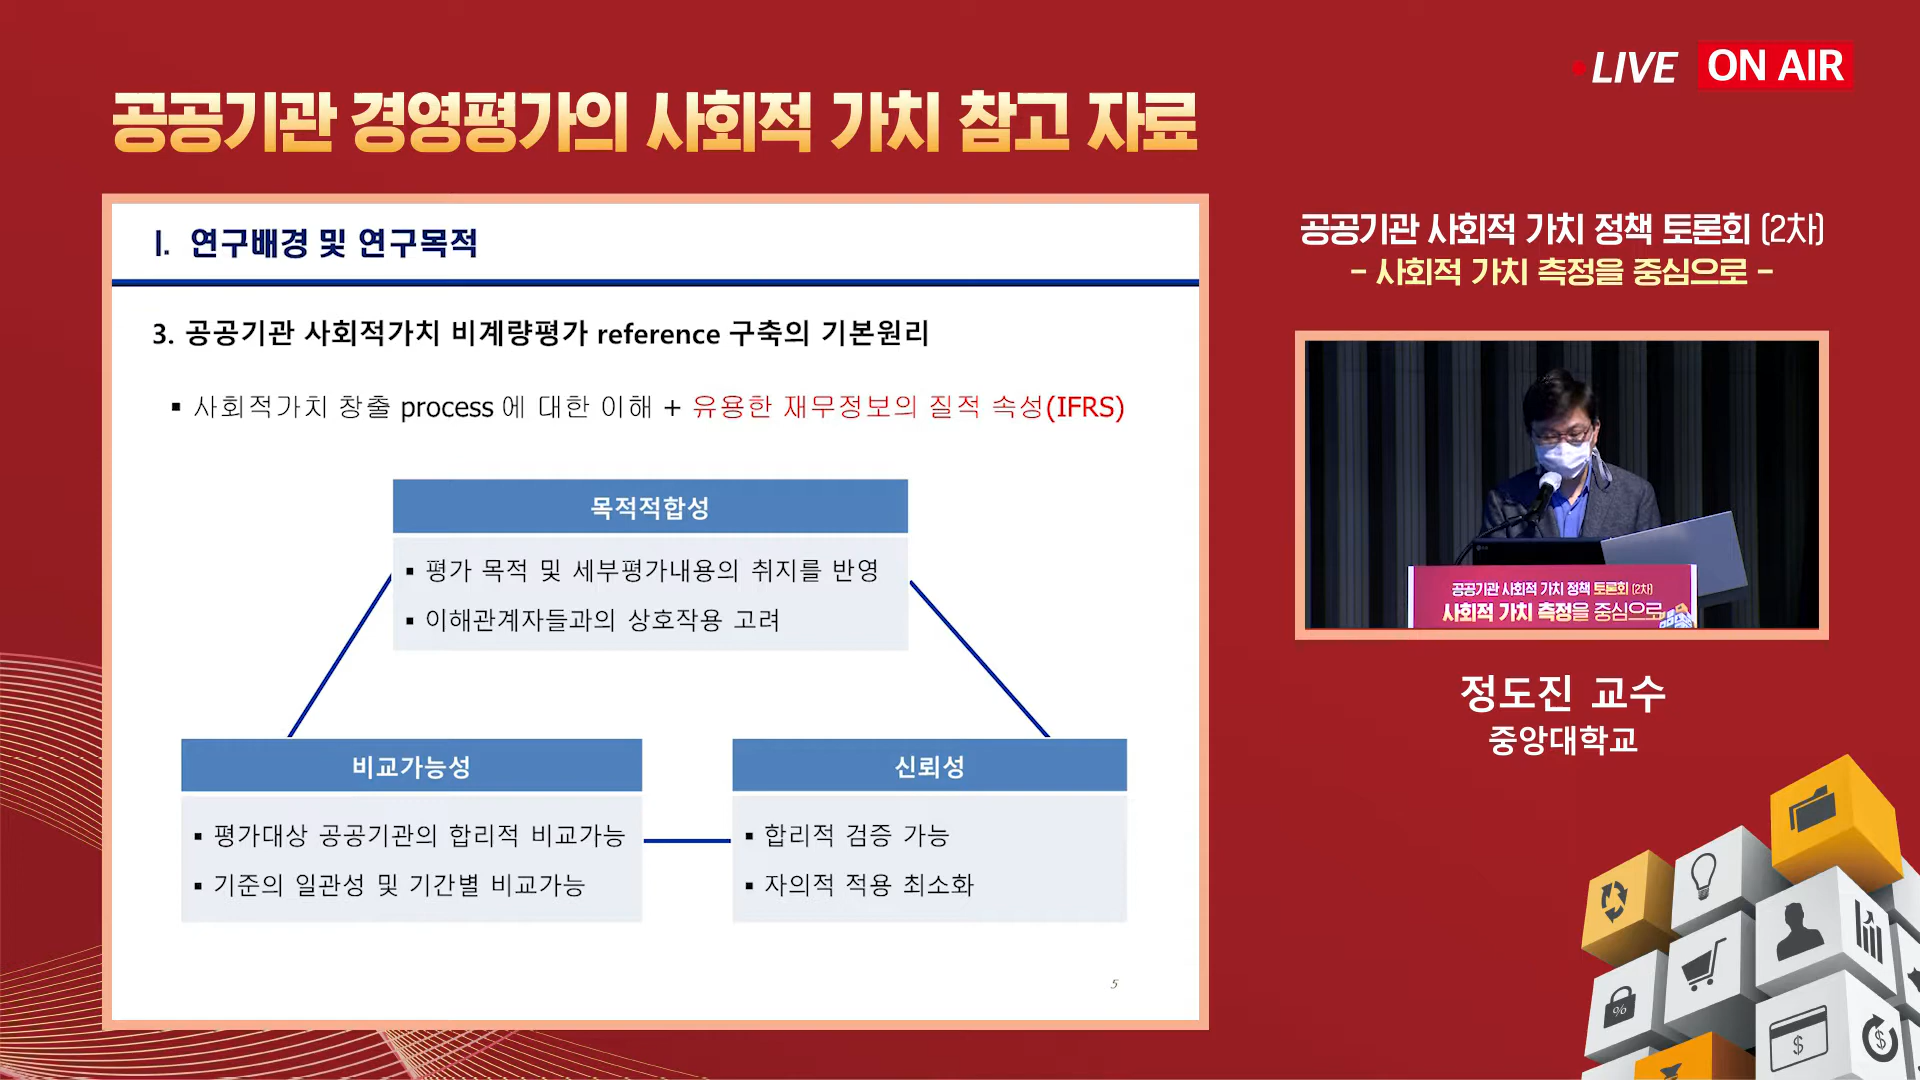 LIVE ON AIR
공공기관 경영평가의 사회적 가치 참고 자료
Ⅰ. 연구배경 및 연구목적
3. 공공기관 사회적가치 비계량평가 reference 구축의 기본원리
▪ 사회적가치 창출 process 에 대한 이해 + 유용한 재무정보의 질적 속성(IFRS)
목적적합성
▪ 평가 목적 및 세부평가내용의 취지를 반영
▪ 이해관계자들과의 상호작용 고려
비교가능성
▪ 평가대상 공공기관의 합리적 비교가능
▪ 기준의 일관성 및 기간별 비교가능
신뢰성
▪ 합리적 검증 가능
▪ 자의적 적용 최소화
5
공공기관 사회적 가치 정책 토론회 (2차)
- 사회적 가치 측정을 중심으로 -
공공기관 사회적 가치 정책 토론회 (2차)
사회적 가치 측정을 중심으로
정도진 교수
중앙대학교
%
$
$